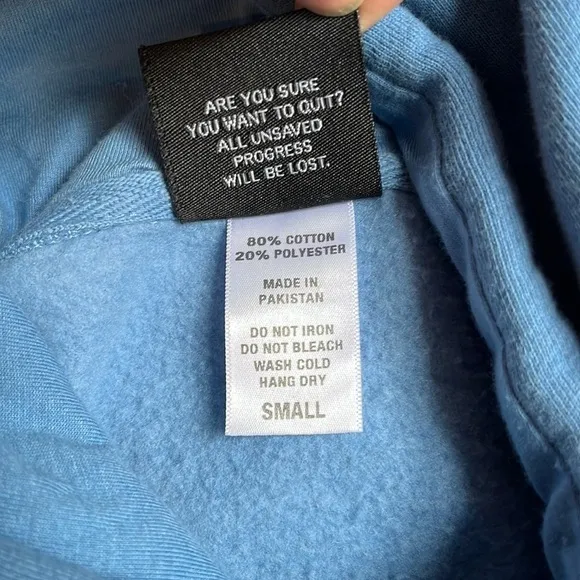 ARE YOU SURE
YOU WANT TO QUIT?
ALL UNSAVED
PROGRESS
WILL BE LOST.
80% COTTON
20% POLYESTER
MADE IN
PAKISTAN
DO NOT IRON
DO NOT BLEACH
WASH COLD
HANG DRY
SMALL